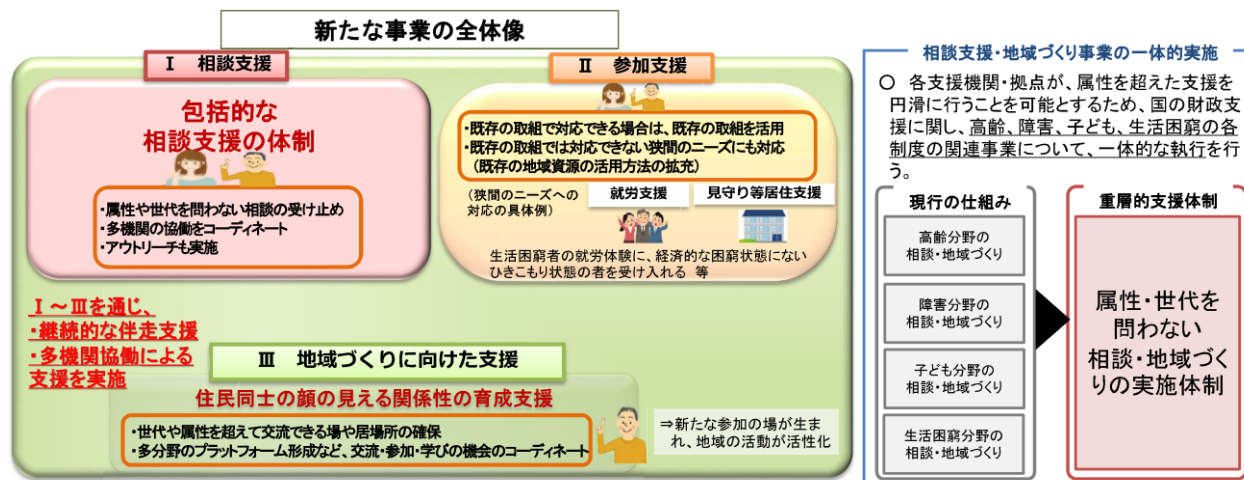 新たな事業の全体像
Ⅰ 相談支援
包括的な
相談支援の体制
・属性や世代を問わない相談の受け止め
・多機関の協働をコーディネート
・アウトリーチも実施
Ⅱ 参加支援
・既存の取組で対応できる場合は、既存の取組を活用
・既存の取組では対応できない狭間のニーズにも対応
(既存の地域資源の活用方法の拡充)
(狭間のニーズへの
対応の具体例)
就労支援
見守り等居住支援
生活困窮者の就労体験に、経済的な困窮状態にない
ひきこもり状態の者を受け入れる 等
Ⅰ~Ⅲを通じ、
・継続的な伴走支援
・多機関協働による
支援を実施
Ⅲ 地域づくりに向けた支援
住民同士の顔の見える関係性の育成支援
・世代や属性を超えて交流できる場や居場所の確保
・多分野のプラットフォーム形成など、交流・参加・学びの機会のコーディネート
⇒新たな参加の場が生ま
れ、地域の活動が活性化
相談支援・地域づくり事業の一体的実施
○ 各支援機関・拠点が、属性を超えた支援を
円滑に行うことを可能とするため、国の財政支
援に関し、高齢、障害、子ども、生活困窮の各
制度の関連事業について、一体的な執行を行
う。
現行の仕組み
高齢分野の
相談・地域づくり
障害分野の
相談・地域づくり
子ども分野の
相談・地域づくり
生活困窮分野の
相談・地域づくり
重層的支援体制
属性・世代を
問わない
相談・地域づく
りの実施体制